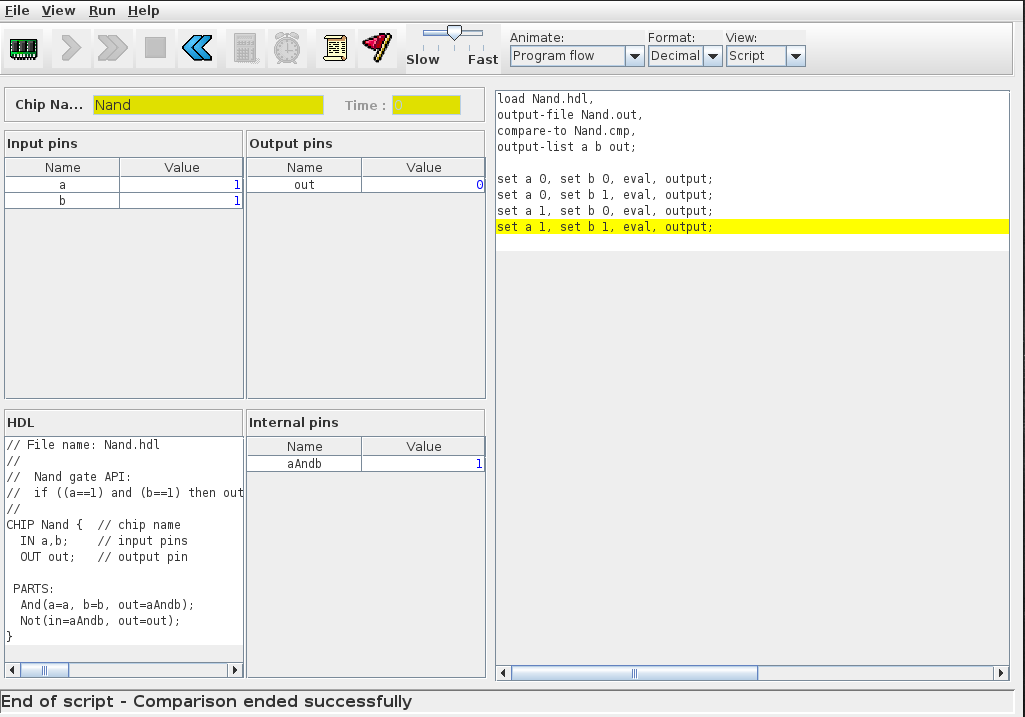 File View Run Help
Slow Fast
Animate: Format: View:
Program flow Decimal Script
Chip Na... Nand Time : 0
Input pins
Name Value
a 1
b 1
Output pins
Name Value
out 0
load Nand.hdl,
output-file Nand.out,
compare-to Nand.cmp,
output-list a b out;
set a 0, set b 0, eval, output;
set a 0, set b 1, eval, output;
set a 1, set b 0, eval, output;
set a 1, set b 1, eval, output;
HDL
// File name: Nand.hdl
//
//  Nand gate API:
//  if ((a==1) and (b==1) then out
//
CHIP Nand {  // chip name
  IN a,b;    // input pins
  OUT out;   // output pin
 PARTS:
  And(a=a, b=b, out=aAndb);
  Not(in=aAndb, out=out);
}
Internal pins
Name Value
aAndb 1
End of script - Comparison ended successfully